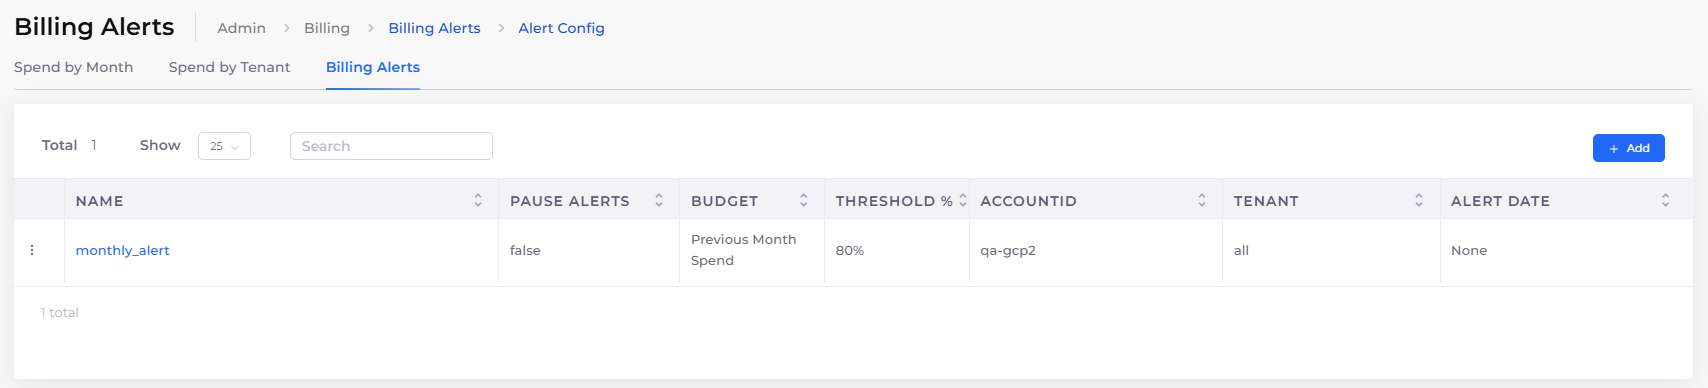 Billing Alerts
Admin > Billing > Billing Alerts > Alert Config
Spend by Month Spend by Tenant Billing Alerts
Total 1 Show 25 Search + Add
NAME PAUSE ALERTS BUDGET THRESHOLD % ACCOUNTID TENANT ALERT DATE
monthly_alert false Previous Month Spend 80% qa-gcp2 all None
1 total